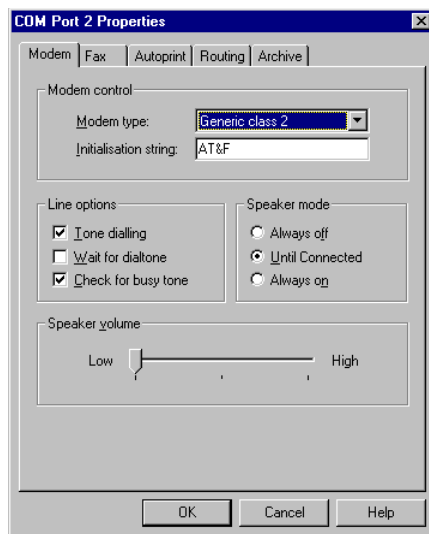 COM Port 2 Properties
Modem Fax Autoprint Routing Archive
Modem control
Modem type: Generic class 2
Initialisation string: AT&F
Line options
Tone dialling
Wait for dialtone
Check for busy tone
Speaker mode
Always off
Until Connected
Always on
Speaker volume
Low High
OK Cancel Help